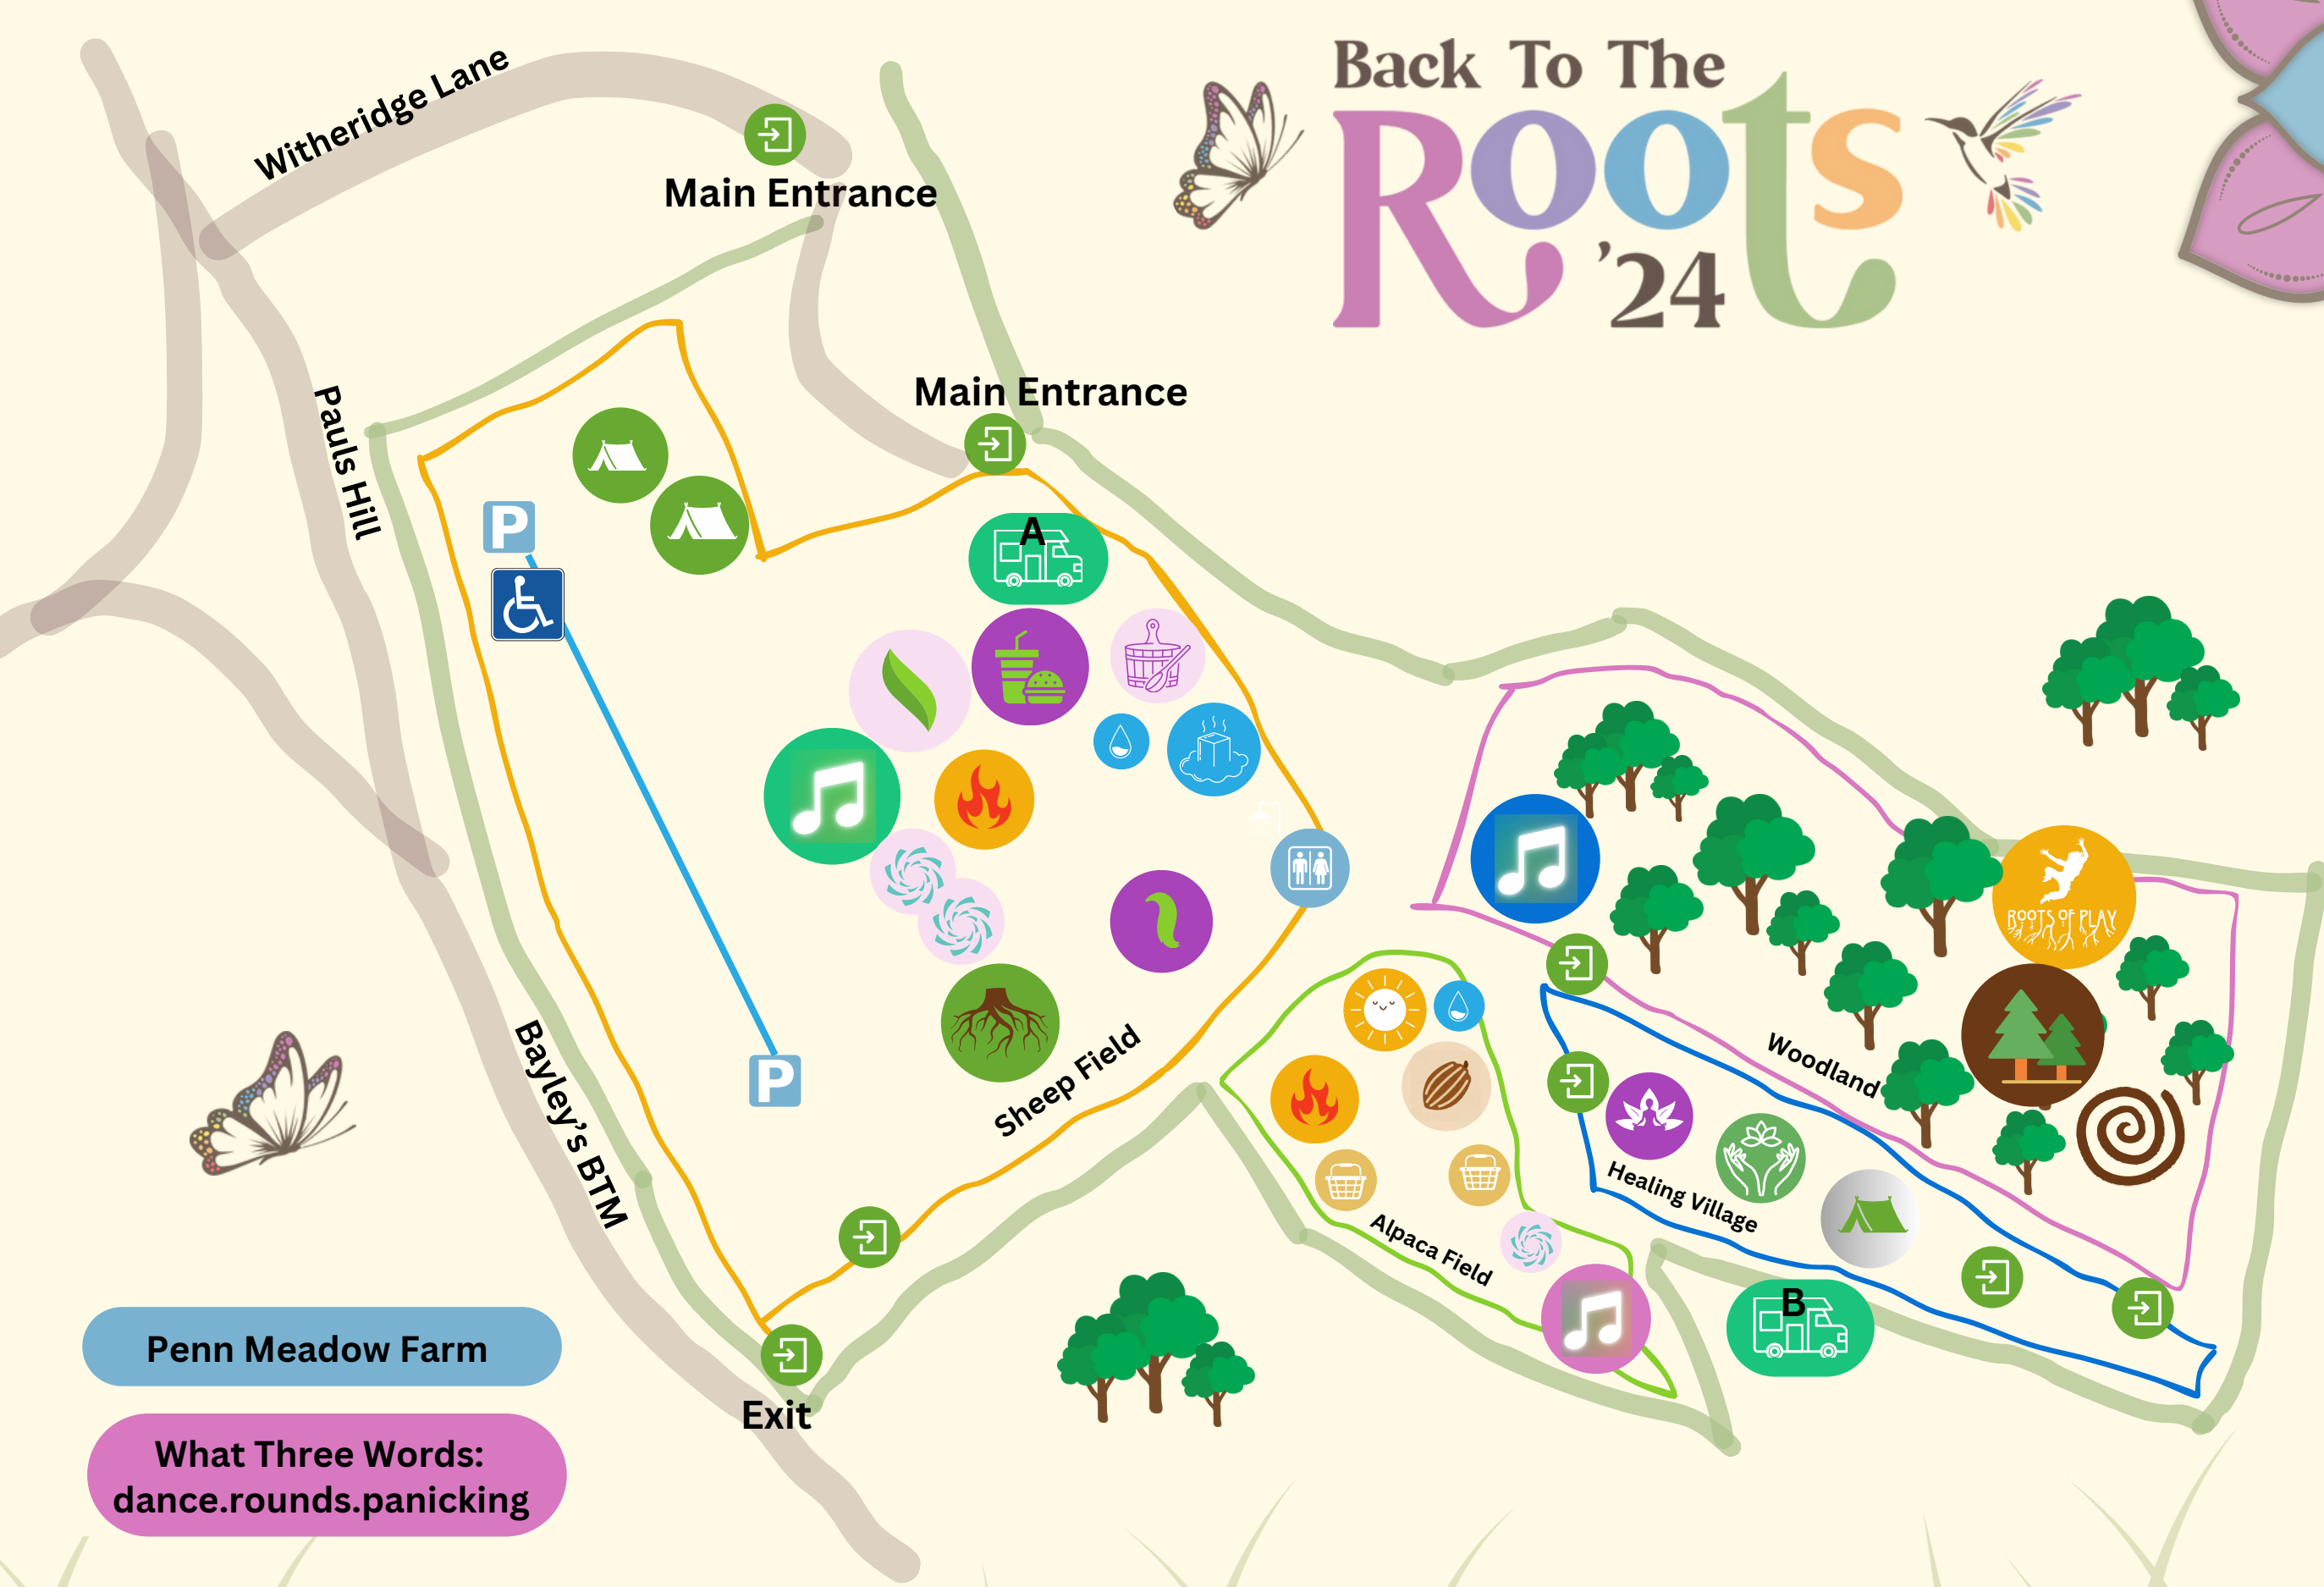 Back To The
Roots
'24
Witheridge Lane
Main Entrance
Main Entrance
Pauls Hill
P
A
ROOTS OF PLAY
Woodland
Sheep Field
P
Bayley's BTM
Healing Village
Alpaca Field
B
Exit
Penn Meadow Farm
What Three Words:
dance.rounds.panicking